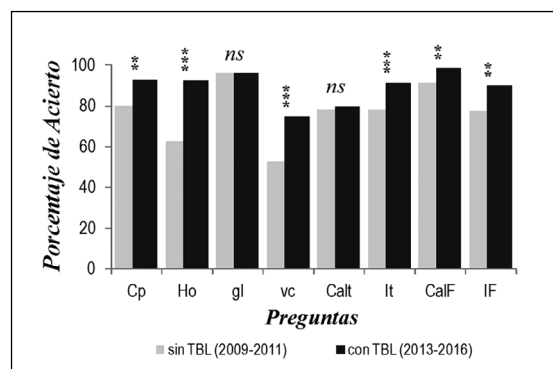 Porcentaje de Acierto
100
80
60
40
20
0
** *** ns *** ns *** ** **
Cp Ho gl vc Calt It CalF IF
Preguntas
sin TBL (2009-2011) con TBL (2013-2016)